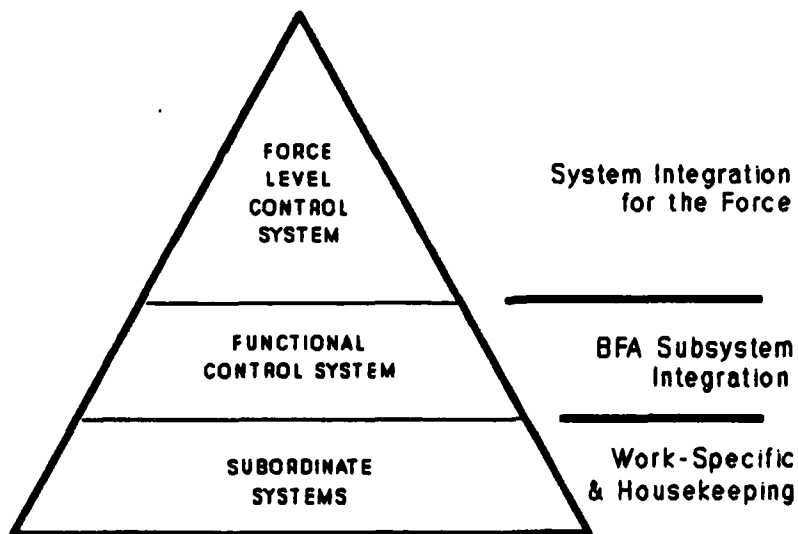 FORCE
LEVEL
CONTROL
SYSTEM
System Integration
for the Force
FUNCTIONAL
CONTROL SYSTEM
BFA Subsystem
Integration
SUBORDINATE
SYSTEMS
Work-Specific
& Housekeeping